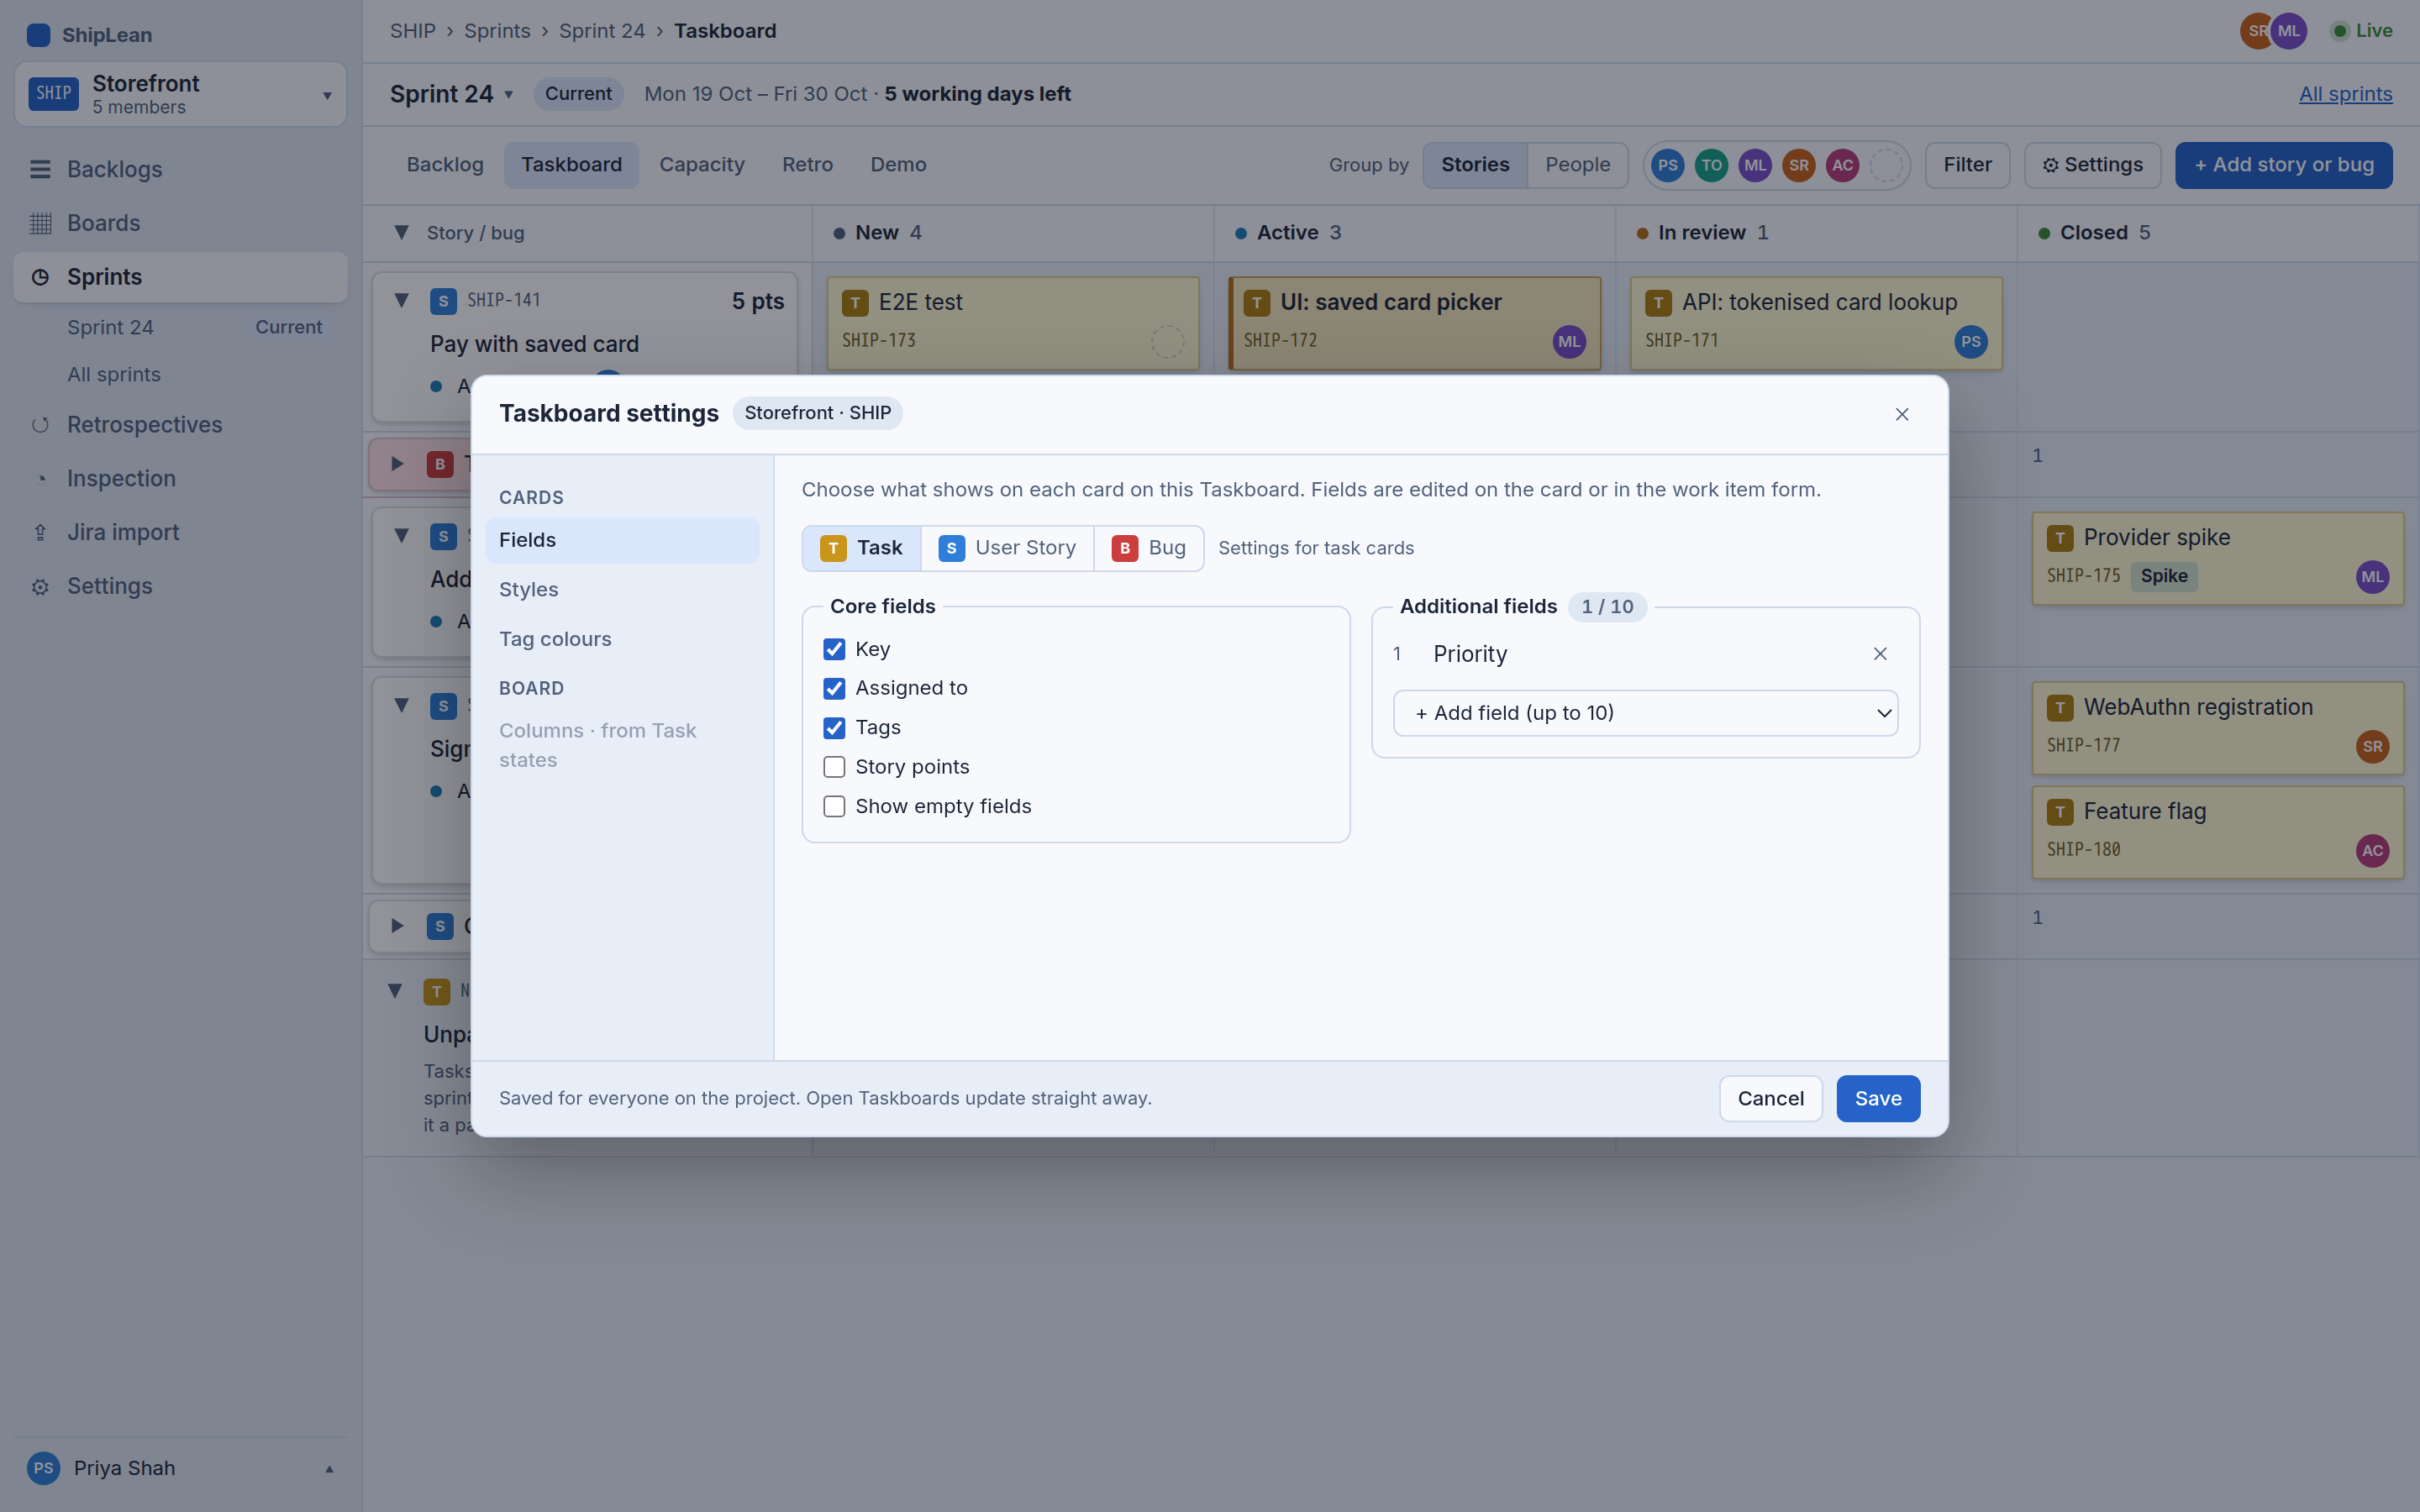 ShipLean
SHIP Storefront
5 members
Backlogs
Boards
Sprints
Sprint 24 Current
All sprints
Retrospectives
Inspection
Jira import
Settings
PS Priya Shah
SHIP › Sprints › Sprint 24 › Taskboard
SR ML Live
Sprint 24 Current Mon 19 Oct – Fri 30 Oct · 5 working days left All sprints
Backlog Taskboard Capacity Retro Demo Group by Stories People PS TO ML SR AC Filter Settings + Add story or bug
Story / bug New 4 Active 3 In review 1 Closed 5
S SHIP-141 5 pts
Pay with saved card
T E2E test
SHIP-173
T UI: saved card picker
SHIP-172 ML
T API: tokenised card lookup
SHIP-171 PS
B
1
S
Add
T Provider spike
SHIP-175 Spike ML
S
T WebAuthn registration
SHIP-177 SR
T Feature flag
SHIP-180 AC
S
1
T
Tasks
sprint
it a
Taskboard settings Storefront · SHIP
CARDS
Fields
Styles
Tag colours
BOARD
Columns · from Task
states
Choose what shows on each card on this Taskboard. Fields are edited on the card or in the work item form.
T Task S User Story B Bug Settings for task cards
Core fields
Key
Assigned to
Tags
Story points
Show empty fields
Additional fields 1 / 10
1 Priority
+ Add field (up to 10)
Saved for everyone on the project. Open Taskboards update straight away.
Cancel Save